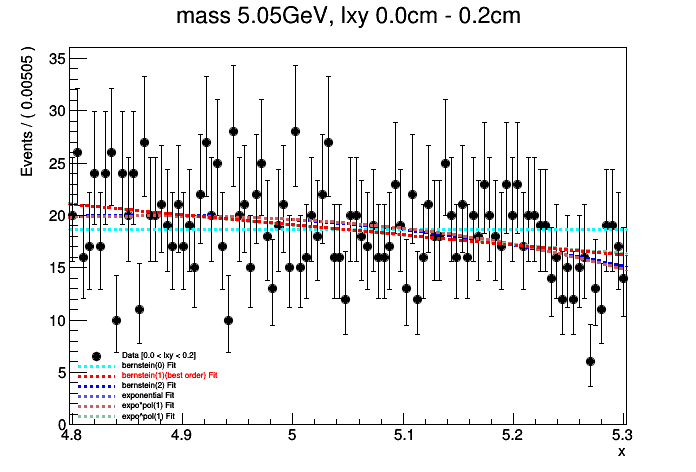 mass 5.05GeV, lxy 0.0cm - 0.2cm
Events / ( 0.00505 )
35
30
25
20
15
10
5
0
Data [0.0 < lxy < 0.2]
bernstein(0) Fit
bernstein(1)(best order) Fit
bernstein(2) Fit
exponential Fit
expo*pol(1) Fit
expo^pol(1) Fit
4.8 4.9 5 5.1 5.2 5.3
x